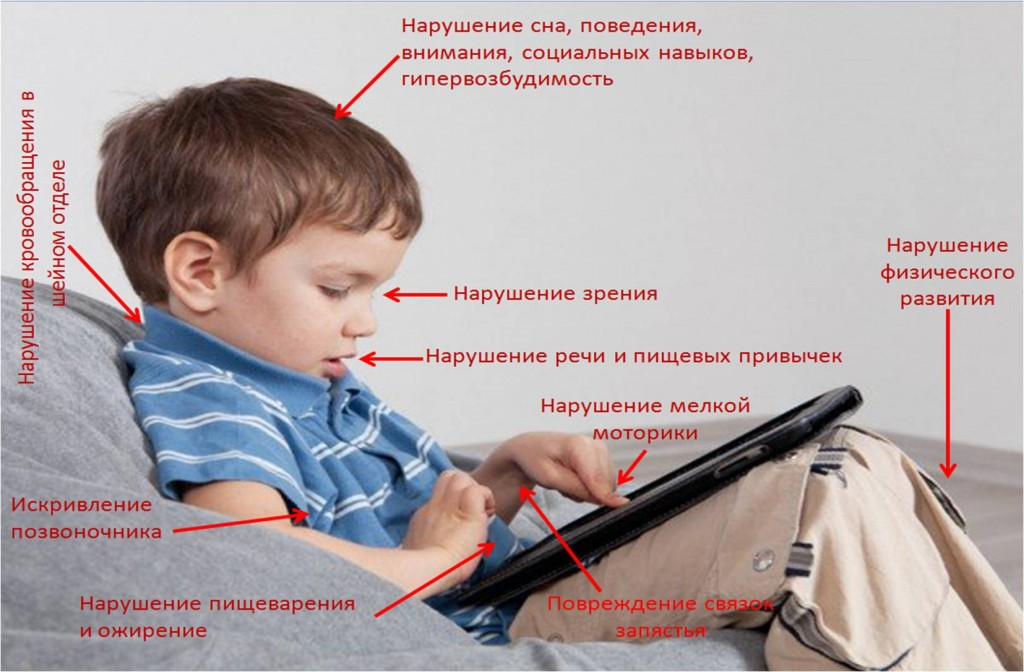 Нарушение сна, поведения,
внимания, социальных навыков,
гипервозбудимость
Нарушение кровообращения в
шейном отделе
Нарушение
физического
развития
Нарушение зрения
Нарушение речи и пищевых привычек
Нарушение мелкой
моторики
Искривление
позвоночника
Нарушение пищеварения
и ожирение
Повреждение связок
запястья